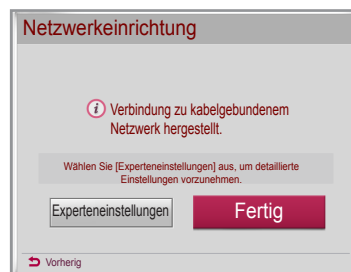 Netzwerkeinrichtung
Verbindung zu kabelgebundenem
Netzwerk hergestellt.
Wählen Sie [Experteneinstellungen] aus, um detaillierte
Einstellungen vorzunehmen.
Experteneinstellungen
Fertig
Vorherig